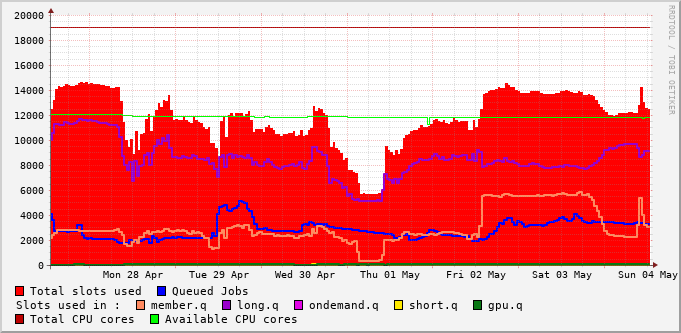 20000
18000
16000
14000
12000
10000
8000
6000
4000
2000
0
Mon 28 Apr Tue 29 Apr Wed 30 Apr Thu 01 May Fri 02 May Sat 03 May Sun 04 May
Total slots used Queued Jobs
Slots used in : member.q long.q ondemand.q short.q gpu.q
Total CPU cores Available CPU cores
RRDTOOL / TOBI OETIKER